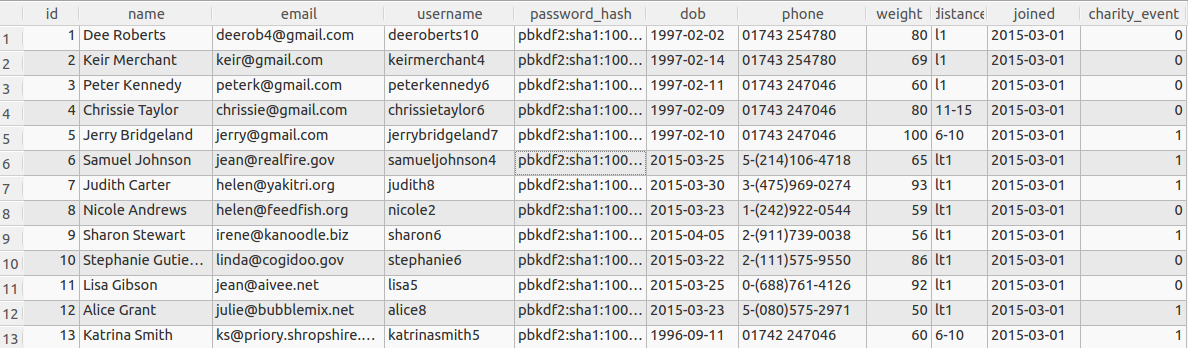 id name email username password_hash dob phone weight distance joined charity_event
1 1 Dee Roberts deerob4@gmail.com deeroberts10 pbkdf2:sha1:100... 1997-02-02 01743 254780 80 l1 2015-03-01 0
2 2 Keir Merchant keir@gmail.com keirmerchant4 pbkdf2:sha1:100... 1997-02-14 01743 254780 69 l1 2015-03-01 0
3 3 Peter Kennedy peterk@gmail.com peterkennedy6 pbkdf2:sha1:100... 1997-02-11 01743 247046 60 l1 2015-03-01 0
4 4 Chrissie Taylor chrissie@gmail.com chrissietaylor6 pbkdf2:sha1:100... 1997-02-09 01743 247046 80 11-15 2015-03-01 0
5 5 Jerry Bridgeland jerry@gmail.com jerrybridgeland7 pbkdf2:sha1:100... 1997-02-10 01743 247046 100 6-10 2015-03-01 1
6 6 Samuel Johnson jean@realfire.gov samueljohnson4 pbkdf2:sha1:100... 2015-03-25 5-(214)106-4718 65 lt1 2015-03-01 1
7 7 Judith Carter helen@yakitri.org judith8 pbkdf2:sha1:100... 2015-03-30 3-(475)969-0274 93 lt1 2015-03-01 1
8 8 Nicole Andrews helen@feedfish.org nicole2 pbkdf2:sha1:100... 2015-03-23 1-(242)922-0544 59 lt1 2015-03-01 0
9 9 Sharon Stewart irene@kanoodle.biz sharon6 pbkdf2:sha1:100... 2015-04-05 2-(911)739-0038 56 lt1 2015-03-01 1
10 10 Stephanie Gutie... linda@cogidoo.gov stephanie6 pbkdf2:sha1:100... 2015-03-22 2-(111)575-9550 86 lt1 2015-03-01 0
11 11 Lisa Gibson jean@aivee.net lisa5 pbkdf2:sha1:100... 2015-03-25 0-(688)761-4126 92 lt1 2015-03-01 0
12 12 Alice Grant julie@bubblemix.net alice8 pbkdf2:sha1:100... 2015-03-23 5-(080)575-2971 50 lt1 2015-03-01 1
13 13 Katrina Smith ks@priory.shropshire.... katrinasmith5 pbkdf2:sha1:100... 1996-09-11 01742 247046 60 6-10 2015-03-01 1